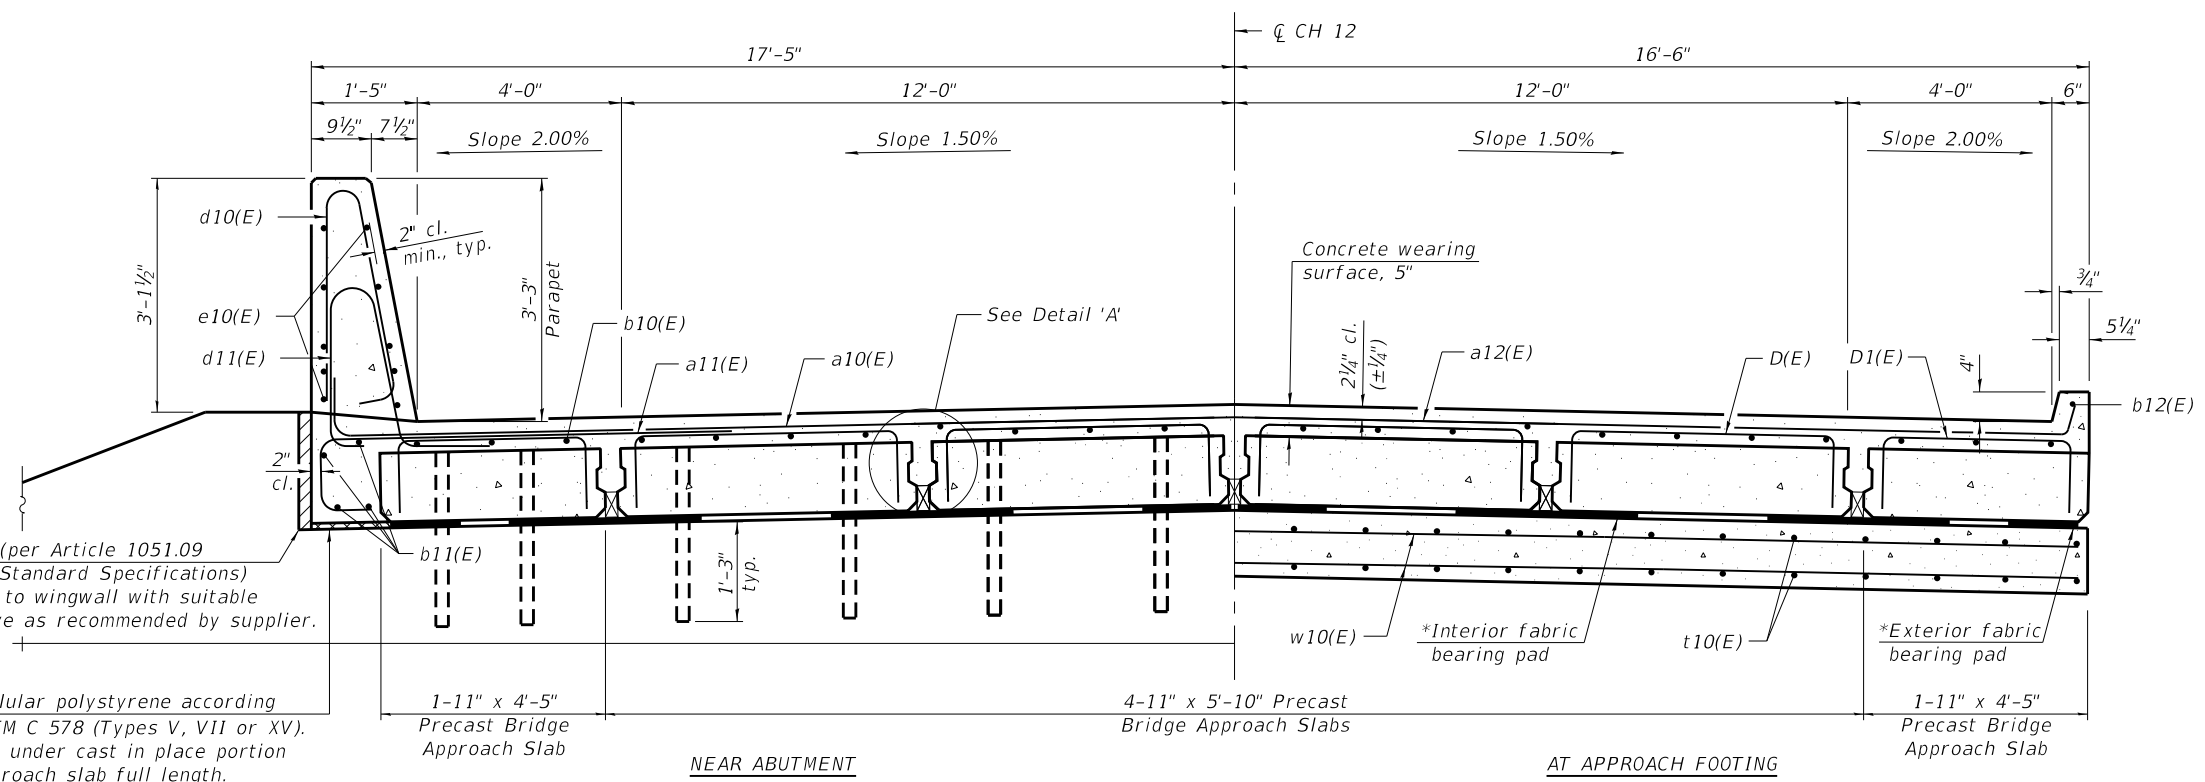 ℄ CH 12
17'-5"
16'-6"
1'-5"
4'-0"
12'-0"
12'-0"
4'-0"
6"
9½"
7½"
Slope 2.00%
Slope 1.50%
Slope 1.50%
Slope 2.00%
d10(E)
2" cl.
min., typ.
3'-1½"
3'-3"
Parapet
Concrete wearing
surface, 5"
¾"
e10(E)
b10(E)
See Detail 'A'
5¼"
d11(E)
a11(E)
a10(E)
2¼" cl.
(±¼")
a12(E)
D(E)
D1(E)
4"
b12(E)
2"
cl.
(per Article 1051.09
Standard Specifications)
to wingwall with suitable
as recommended by supplier.
b11(E)
1'-3"
typ.
w10(E)
*Interior fabric
bearing pad
t10(E)
*Exterior fabric
bearing pad
polystyrene according
C 578 (Types V, VII or XV).
under cast in place portion
slab full length.
1-11" x 4'-5"
Precast Bridge
Approach Slab
4-11" x 5'-10" Precast
Bridge Approach Slabs
1-11" x 4'-5"
Precast Bridge
Approach Slab
NEAR ABUTMENT
AT APPROACH FOOTING